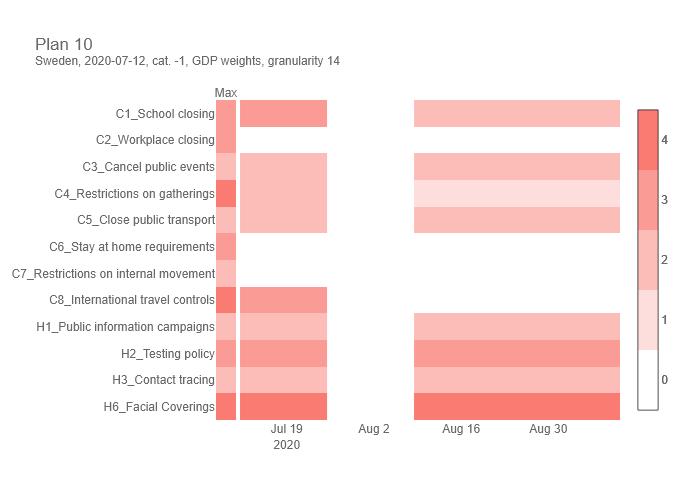 Plan 10
Sweden, 2020-07-12, cat. -1, GDP weights, granularity 14
Max
C1_School closing
C2_Workplace closing
C3_Cancel public events
C4_Restrictions on gatherings
C5_Close public transport
C6_Stay at home requirements
C7_Restrictions on internal movement
C8_International travel controls
H1_Public information campaigns
H2_Testing policy
H3_Contact tracing
H6_Facial Coverings
Jul 19 Aug 2 Aug 16 Aug 30
2020
4
3
2
1
0